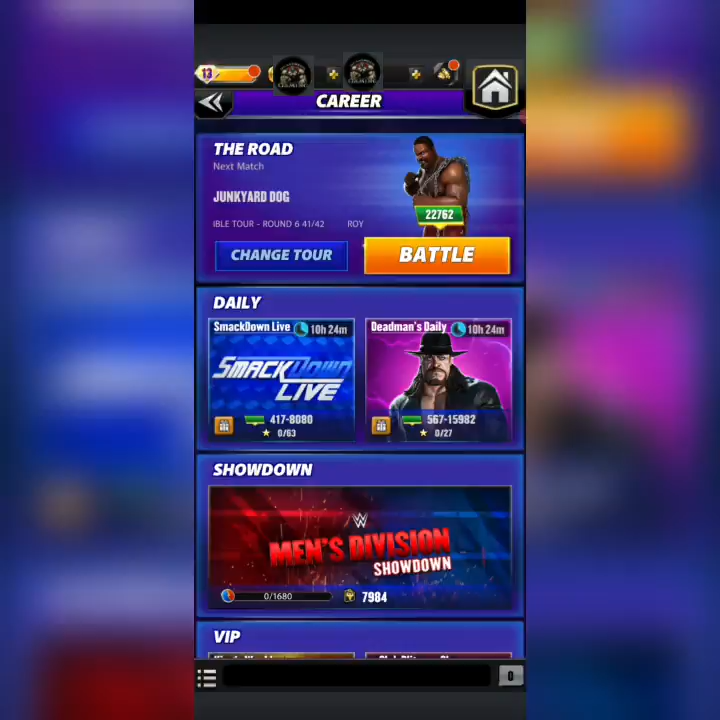 13
CAREER
THE ROAD
Next Match
JUNKYARD DOG
22762
IBLE TOUR - ROUND 6 41/42 ROY
CHANGE TOUR
BATTLE
DAILY
SmackDown Live 10h 24m
Deadman's Daily 10h 24m
SMACKDOWN
LIVE
417-8080
567-15982
0/63
0/27
SHOWDOWN
W
MEN'S DIVISION
SHOWDOWN
0/1680
7984
VIP
0